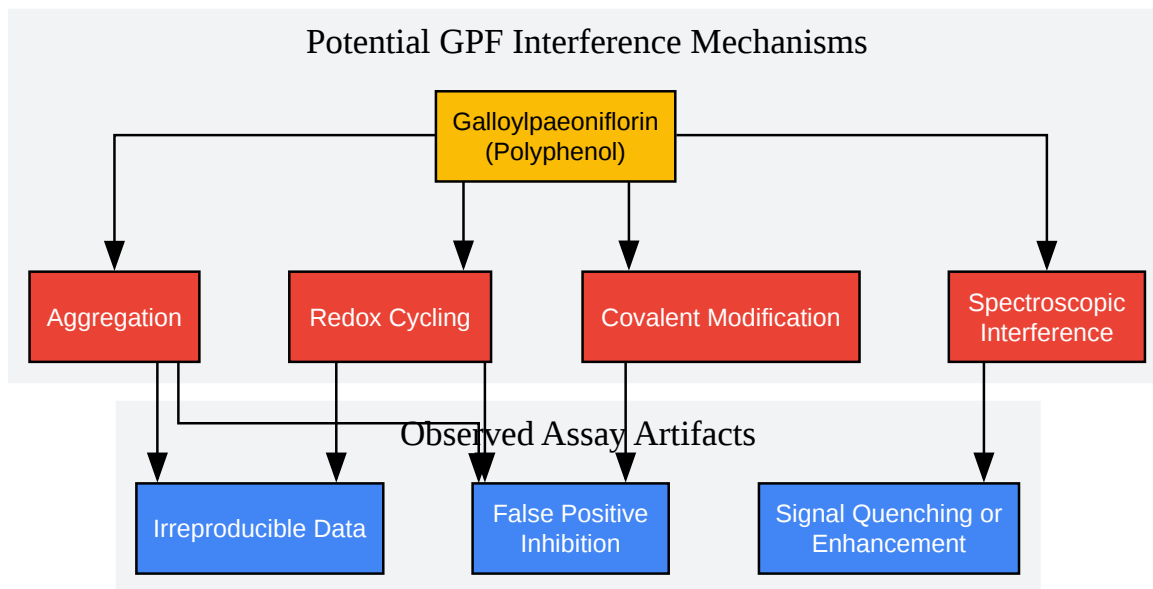 Potential GPF Interference Mechanisms
Galloylpaeoniflorin
(Polyphenol)
Aggregation
Redox Cycling
Covalent Modification
Spectroscopic
Interference
Observed Assay Artifacts
Irreproducible Data
False Positive
Inhibition
Signal Quenching or
Enhancement